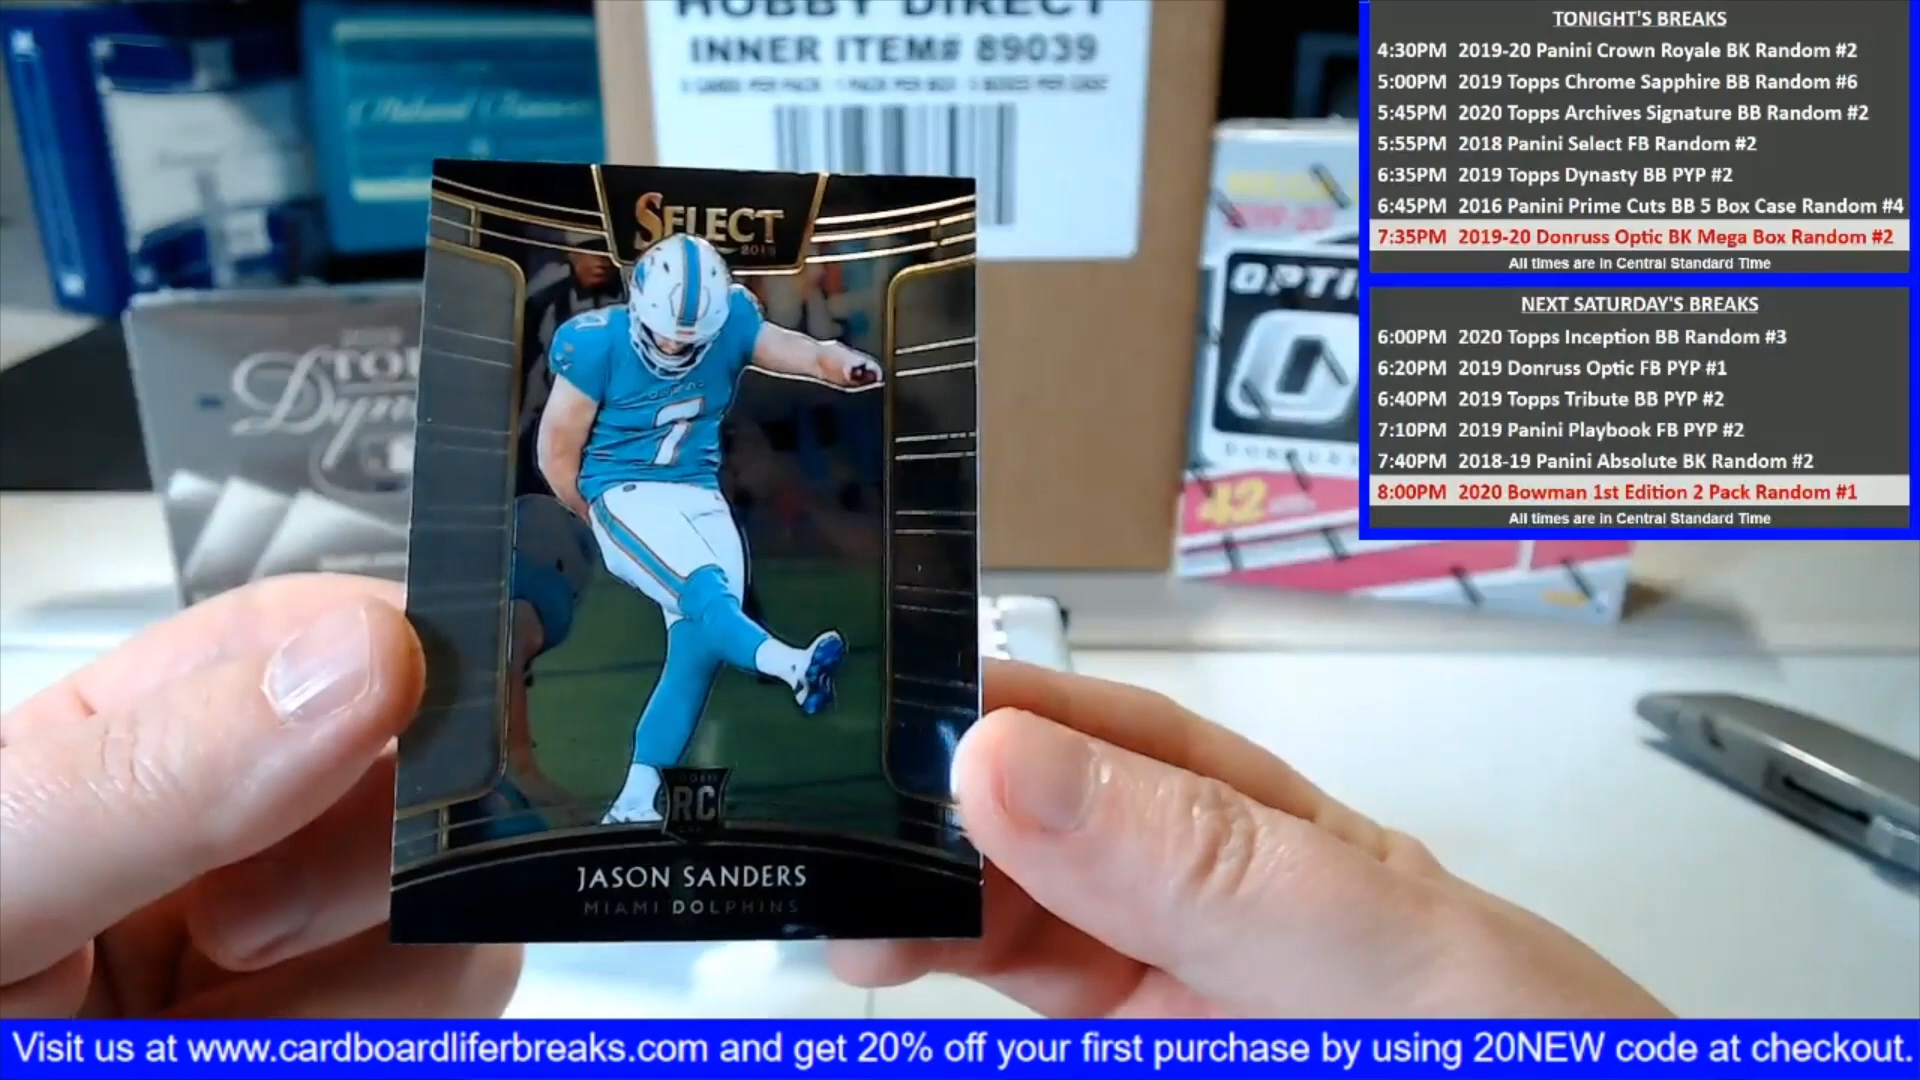 HOBBY DIRECT
INNER ITEM# 89039
TONIGHT'S BREAKS
4:30PM 2019-20 Panini Crown Royale BK Random #2
5:00PM 2019 Topps Chrome Sapphire BB Random #6
5:45PM 2020 Topps Archives Signature BB Random #2
5:55PM 2018 Panini Select FB Random #2
6:35PM 2019 Topps Dynasty BB PYP #2
6:45PM 2016 Panini Prime Cuts BB 5 Box Case Random #4
7:35PM 2019-20 Donruss Optic BK Mega Box Random #2
All times are in Central Standard Time
NEXT SATURDAY'S BREAKS
6:00PM 2020 Topps Inception BB Random #3
6:20PM 2019 Donruss Optic FB PYP #1
6:40PM 2019 Topps Tribute BB PYP #2
7:10PM 2019 Panini Playbook FB PYP #2
7:40PM 2018-19 Panini Absolute BK Random #2
8:00PM 2020 Bowman 1st Edition 2 Pack Random #1
All times are in Central Standard Time
SELECT
7
RC
JASON SANDERS
MIAMI DOLPHINS
OPTI
42
Visit us at www.cardboardliferbreaks.com and get 20% off your first purchase by using 20NEW code at checkout.